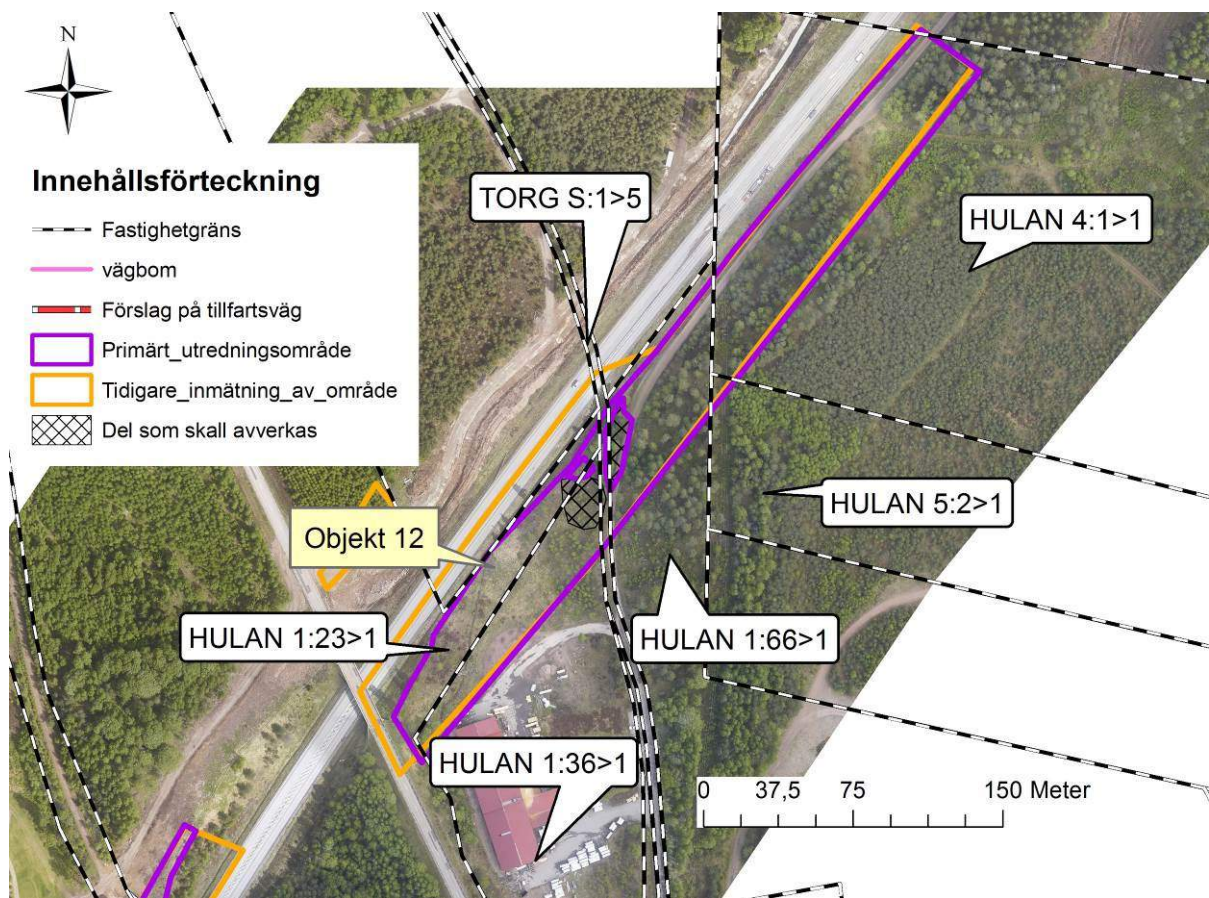 N
Innehållsförteckning
Fastighetgräns
vägbom
Förslag på tillfartsväg
Primärt_utredningsområde
Tidigare_inmätning_av_område
Del som skall avverkas
TORG S:1>5
HULAN 4:1>1
HULAN 5:2>1
Objekt 12
HULAN 1:23>1
HULAN 1:66>1
HULAN 1:36>1
0 37,5 75 150 Meter